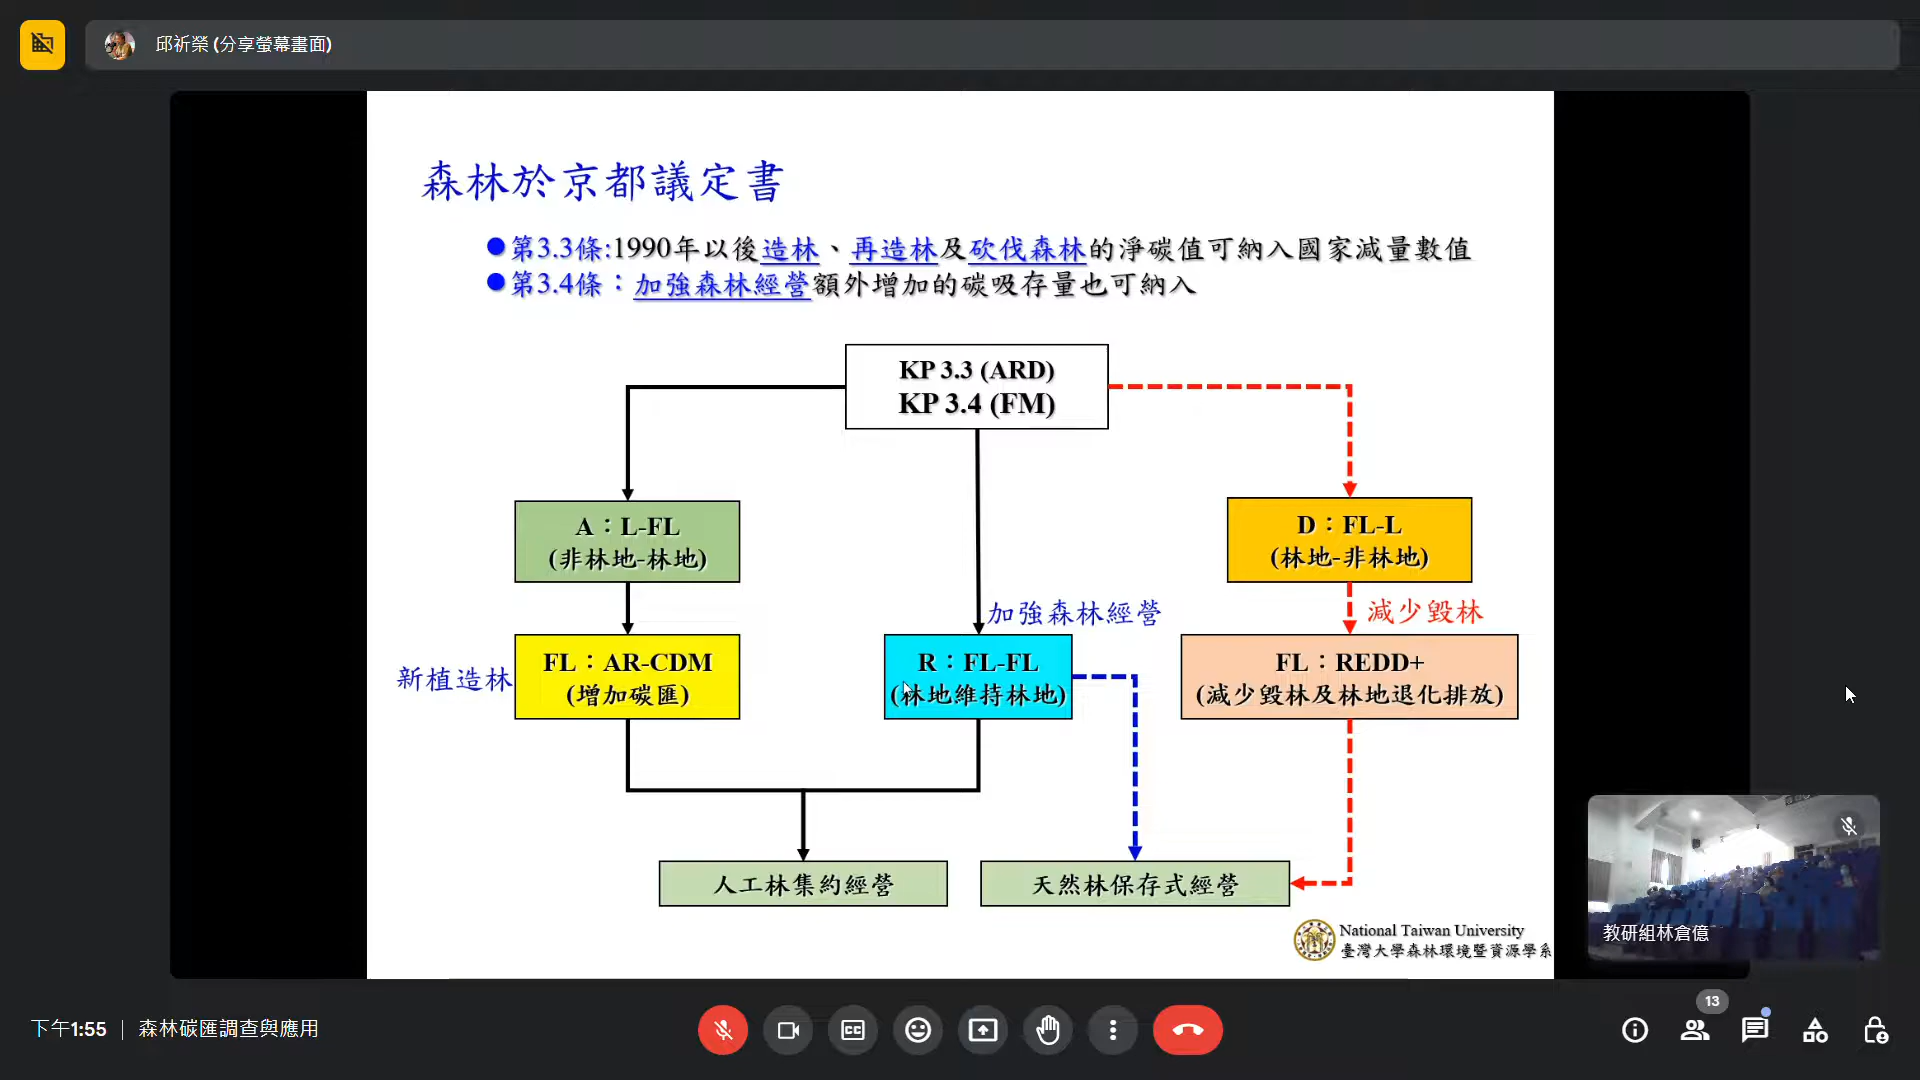 邱祈榮 (分享螢幕畫面)
森林於京都議定書
●第3.3條:1990年以後造林、再造林及砍伐森林的淨碳值可納入國家減量數值
●第3.4條：加強森林經營額外增加的碳吸存量也可納入
KP 3.3 (ARD)
KP 3.4 (FM)
A：L-FL
(非林地-林地)
D：FL-L
(林地-非林地)
加強森林經營
減少毀林
新植造林
FL：AR-CDM
(增加碳匯)
R：FL-FL
(林地維持林地)
FL：REDD+
(減少毀林及林地退化排放)
人工林集約經營
天然林保存式經營
National Taiwan University
臺灣大學森林環境暨資源學系
教研組林倉億
下午1:55 | 森林碳匯調查與應用
13